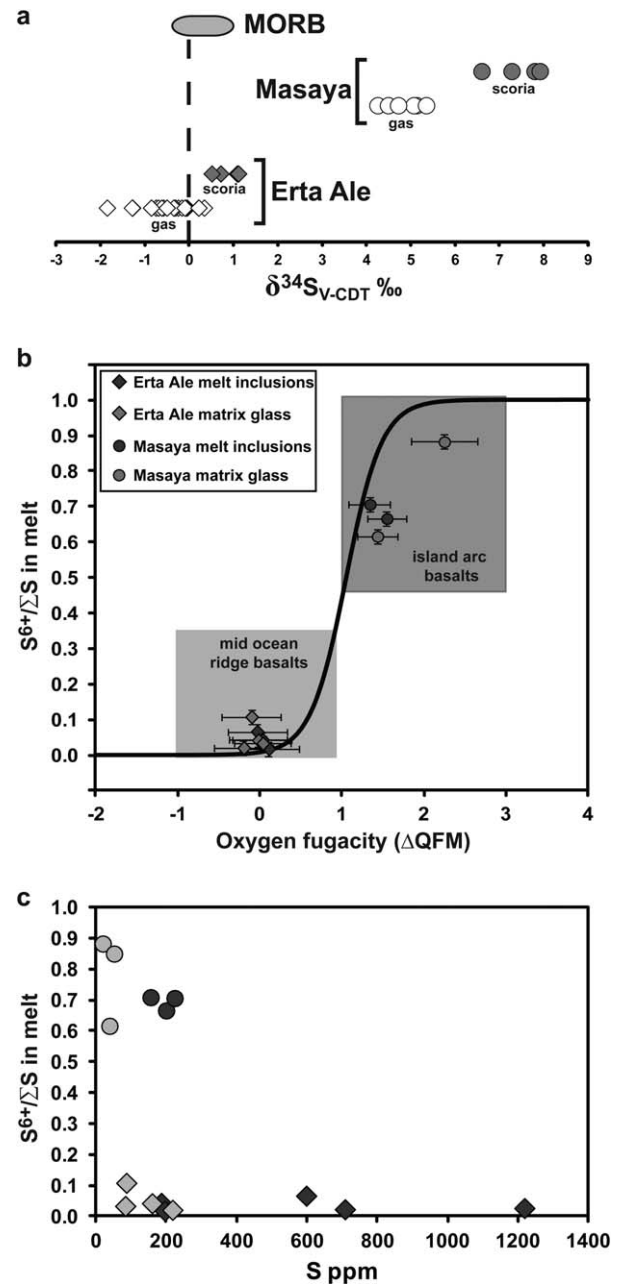 a
MORB
Masaya
scoria
gas
scoria
Erta Ale
gas
-3 -2 -1 0 1 2 3 4 5 6 7 8 9
δ34SV-CDT ‰
b
Erta Ale melt inclusions
Erta Ale matrix glass
Masaya melt inclusions
Masaya matrix glass
1.0
0.9
0.8
0.7
0.6
0.5
0.4
0.3
0.2
0.1
0.0
S6+/ΣS in melt
island arc
basalts
mid ocean
ridge basalts
-2 -1 0 1 2 3 4
Oxygen fugacity (ΔQFM)
c
1.0
0.9
0.8
0.7
0.6
0.5
0.4
0.3
0.2
0.1
0.0
S6+/ΣS in melt
0 200 400 600 800 1000 1200 1400
S ppm